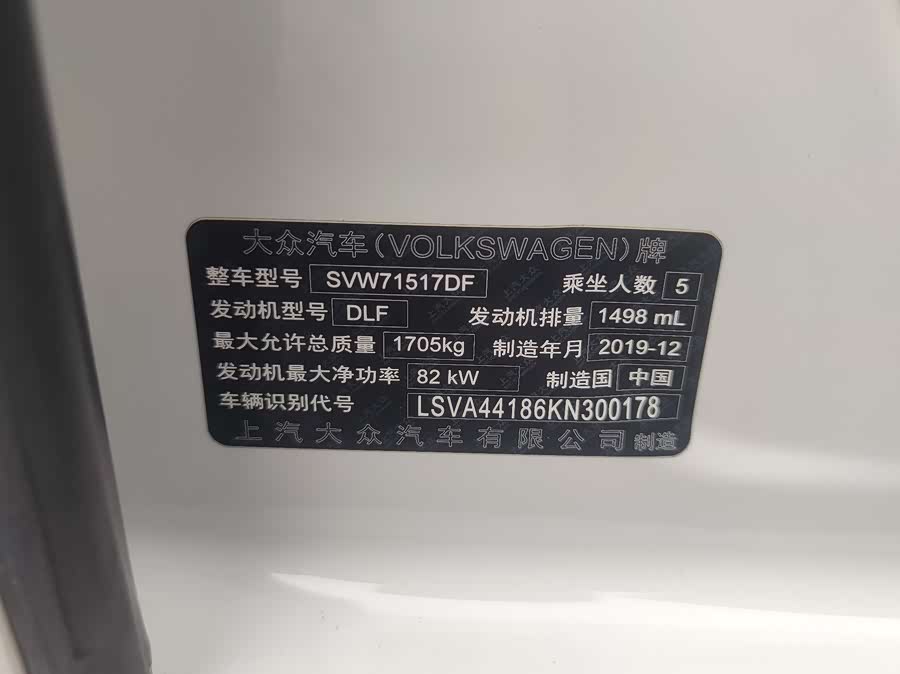 大众汽车(VOLKSWAGEN)牌
整车型号 SVW71517DF 乘坐人数 5
发动机型号 DLF 发动机排量 1498 mL
最大允许总质量 1705kg 制造年月 2019-12
发动机最大净功率 82 kW 制造国 中国
车辆识别代号 LSVA44186KN300178
上汽大众汽车有限公司 制造